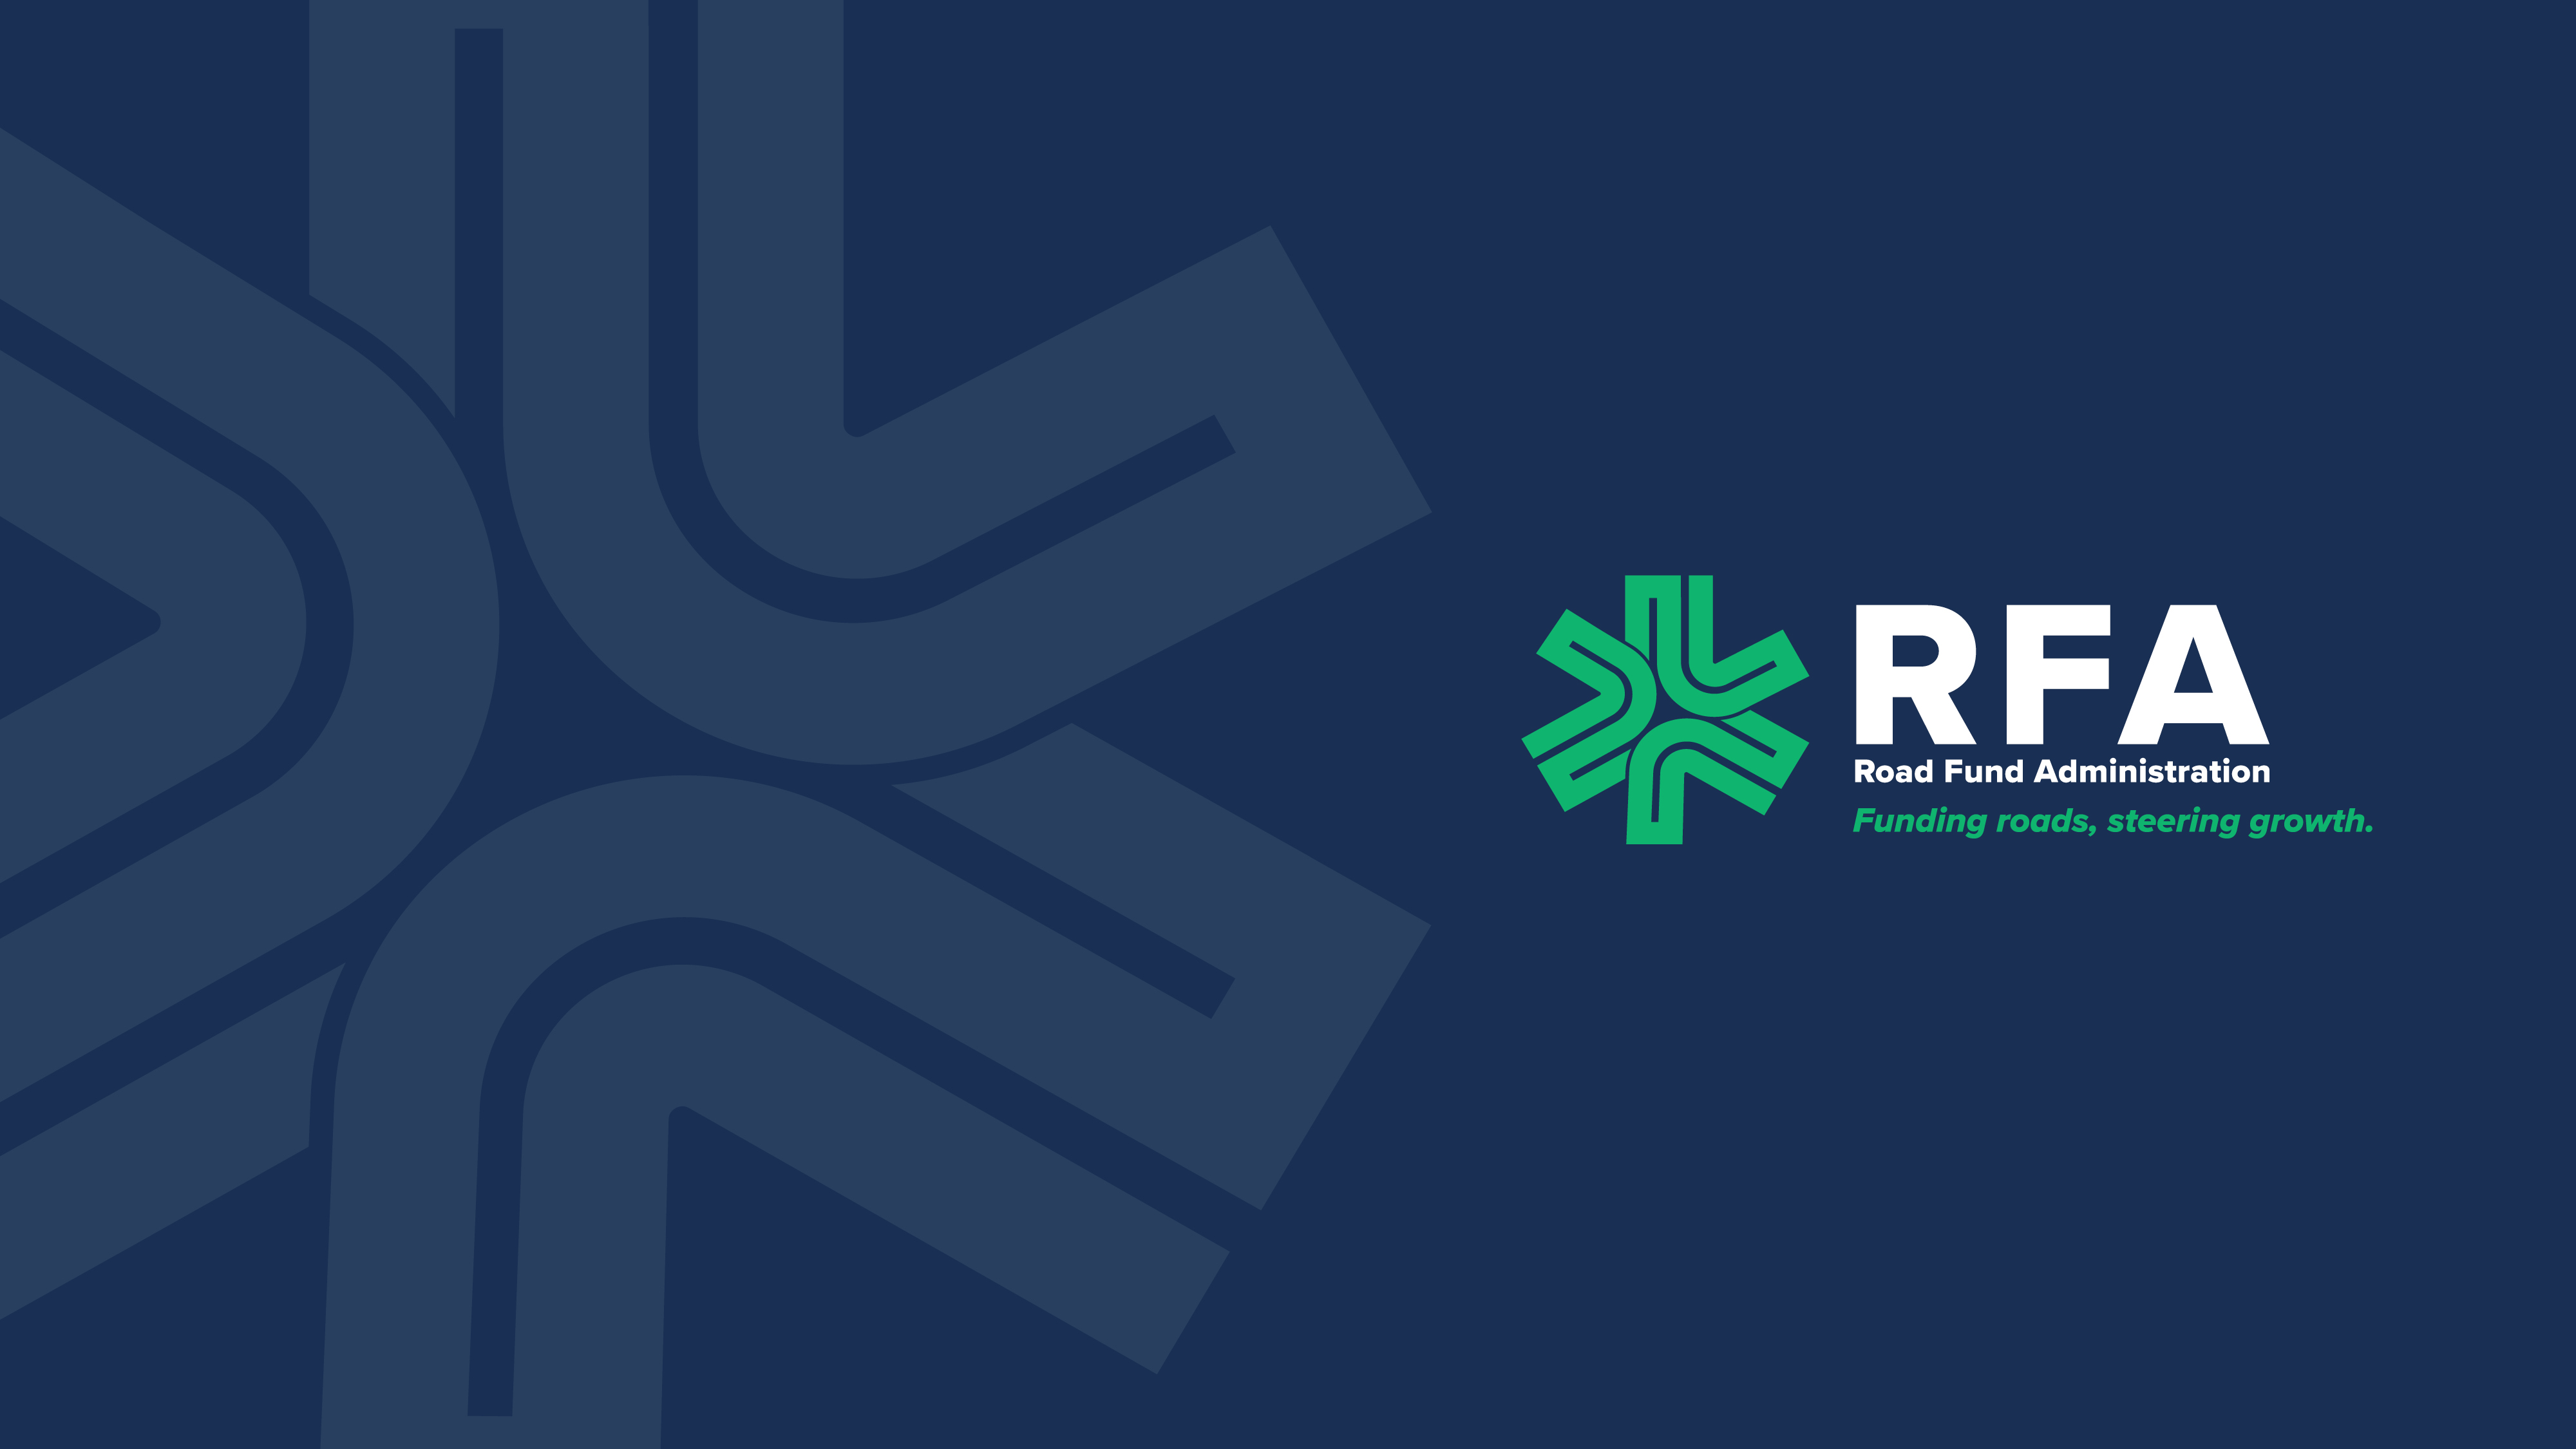 RFA
Road Fund Administration
Funding roads, steering growth.